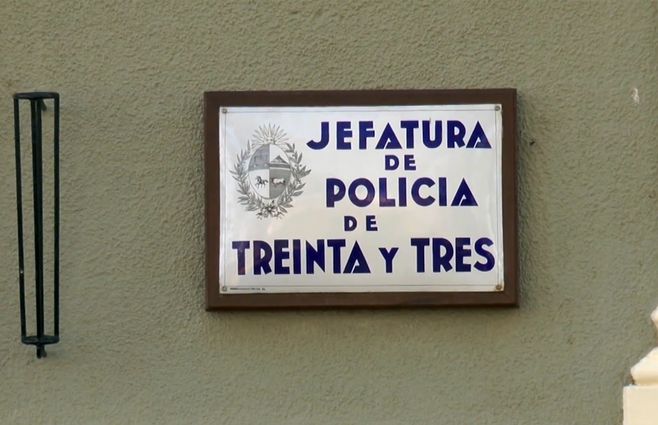 JEFATURA
DE
POLICIA
DE
TREINTA Y TRES